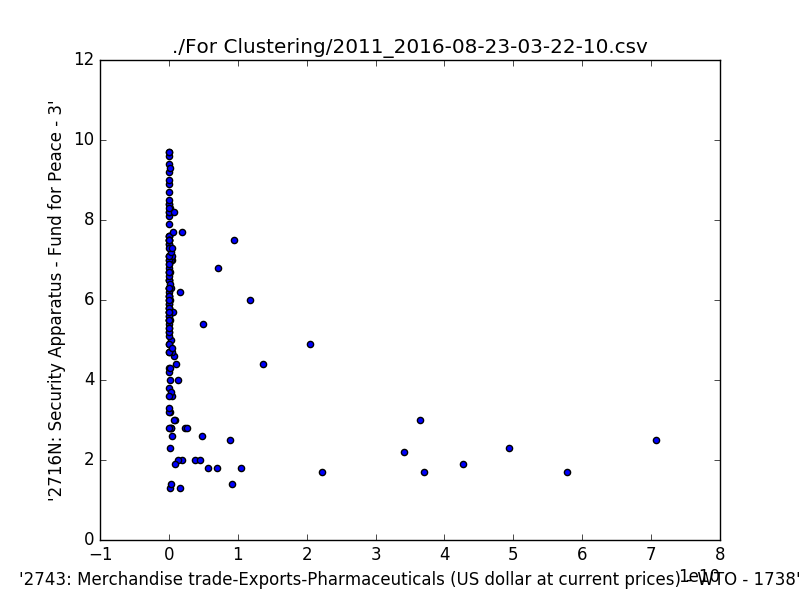 ./For Clustering/2011_2016-08-23-03-22-10.csv
'2716N: Security Apparatus - Fund for Peace - 3'
12
10
8
6
4
2
0
−1 0 1 2 3 4 5 6 7 8
1e10
'2743: Merchandise trade-Exports-Pharmaceuticals (US dollar at current prices) - WTO - 1738'